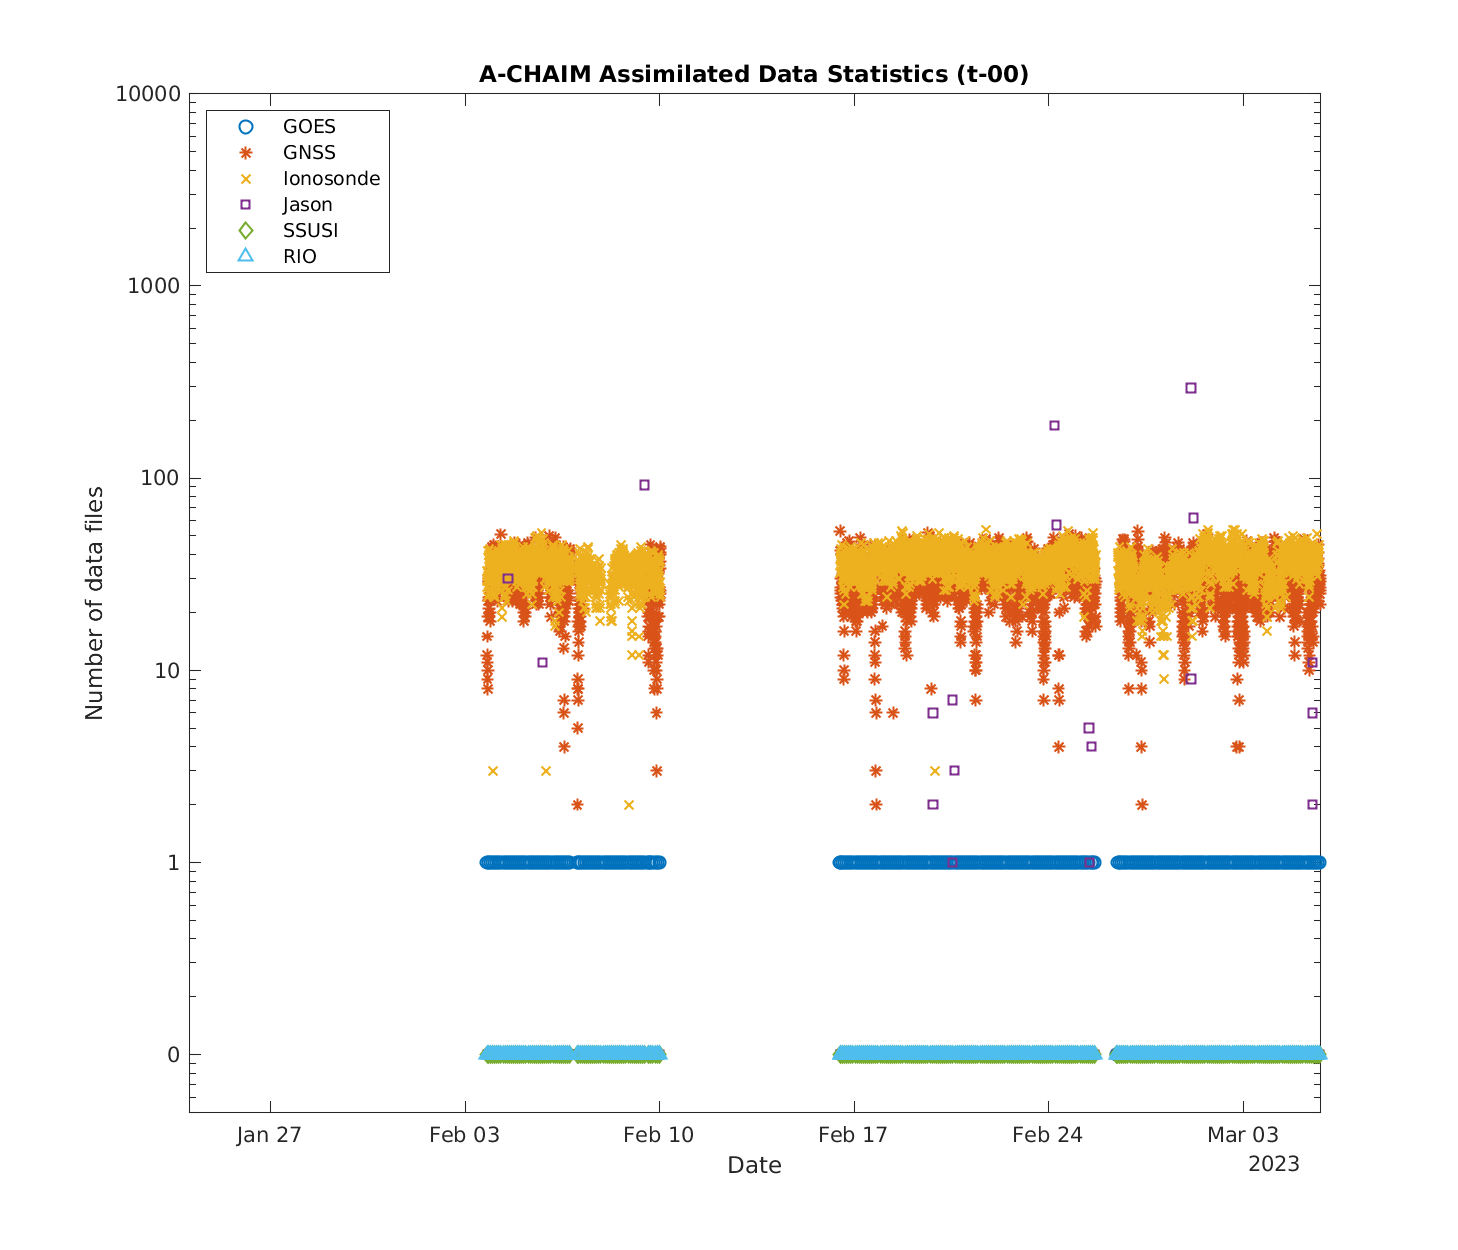 A-CHAIM Assimilated Data Statistics (t-00)
10000
1000
100
10
1
0
Number of data files
GOES
GNSS
Ionosonde
Jason
SSUSI
RIO
Jan 27
Feb 03
Feb 10
Feb 17
Feb 24
Mar 03
2023
Date